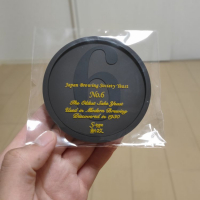 6
Japan Brewing Society Yeast
No.6
The Oldest Sake Yeast
Used in Modern Brewing
Discovered in 1930